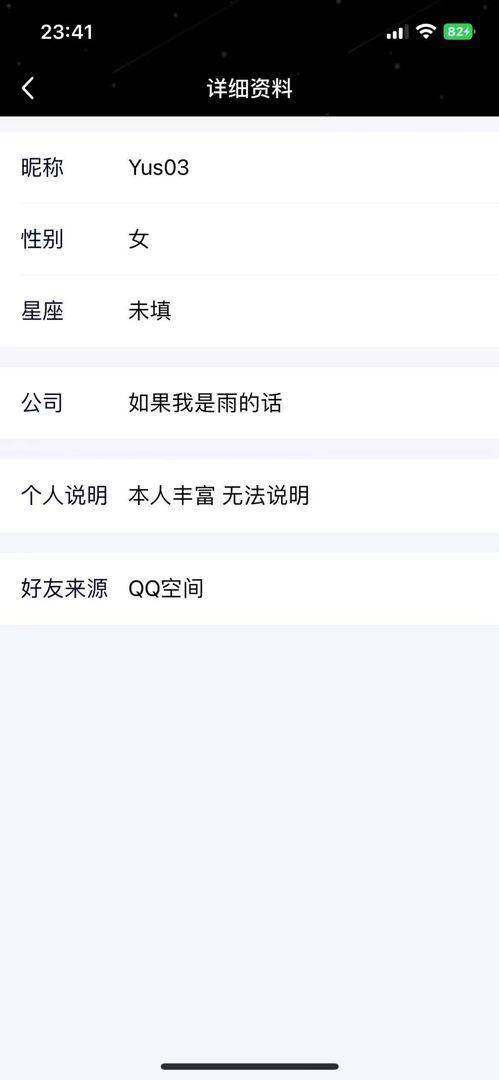 23:41
82
详细资料
昵称 Yus03
性别 女
星座 未填
公司 如果我是雨的话
个人说明 本人丰富 无法说明
好友来源 QQ空间